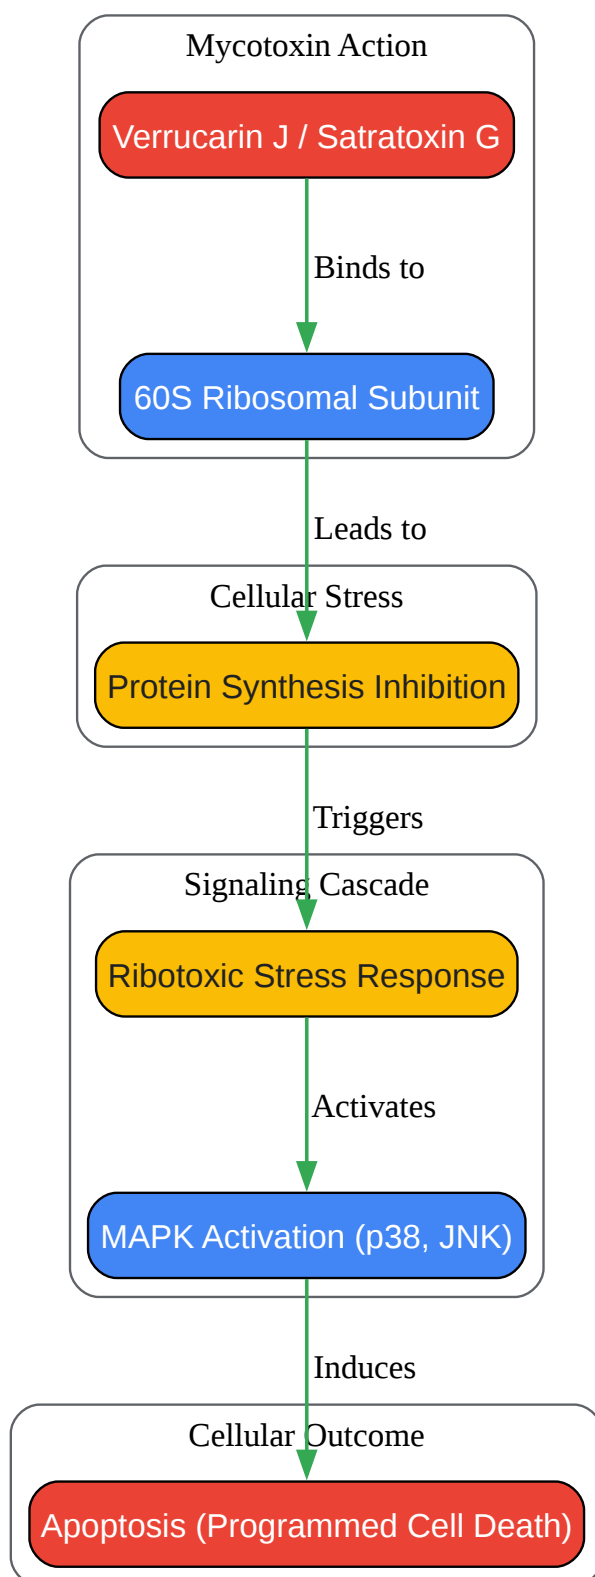 Mycotoxin Action
Verrucarin J / Satratoxin G
Binds to
60S Ribosomal Subunit
Leads to
Cellular Stress
Protein Synthesis Inhibition
Triggers
Signaling Cascade
Ribotoxic Stress Response
Activates
MAPK Activation (p38, JNK)
Induces
Cellular Outcome
Apoptosis (Programmed Cell Death)